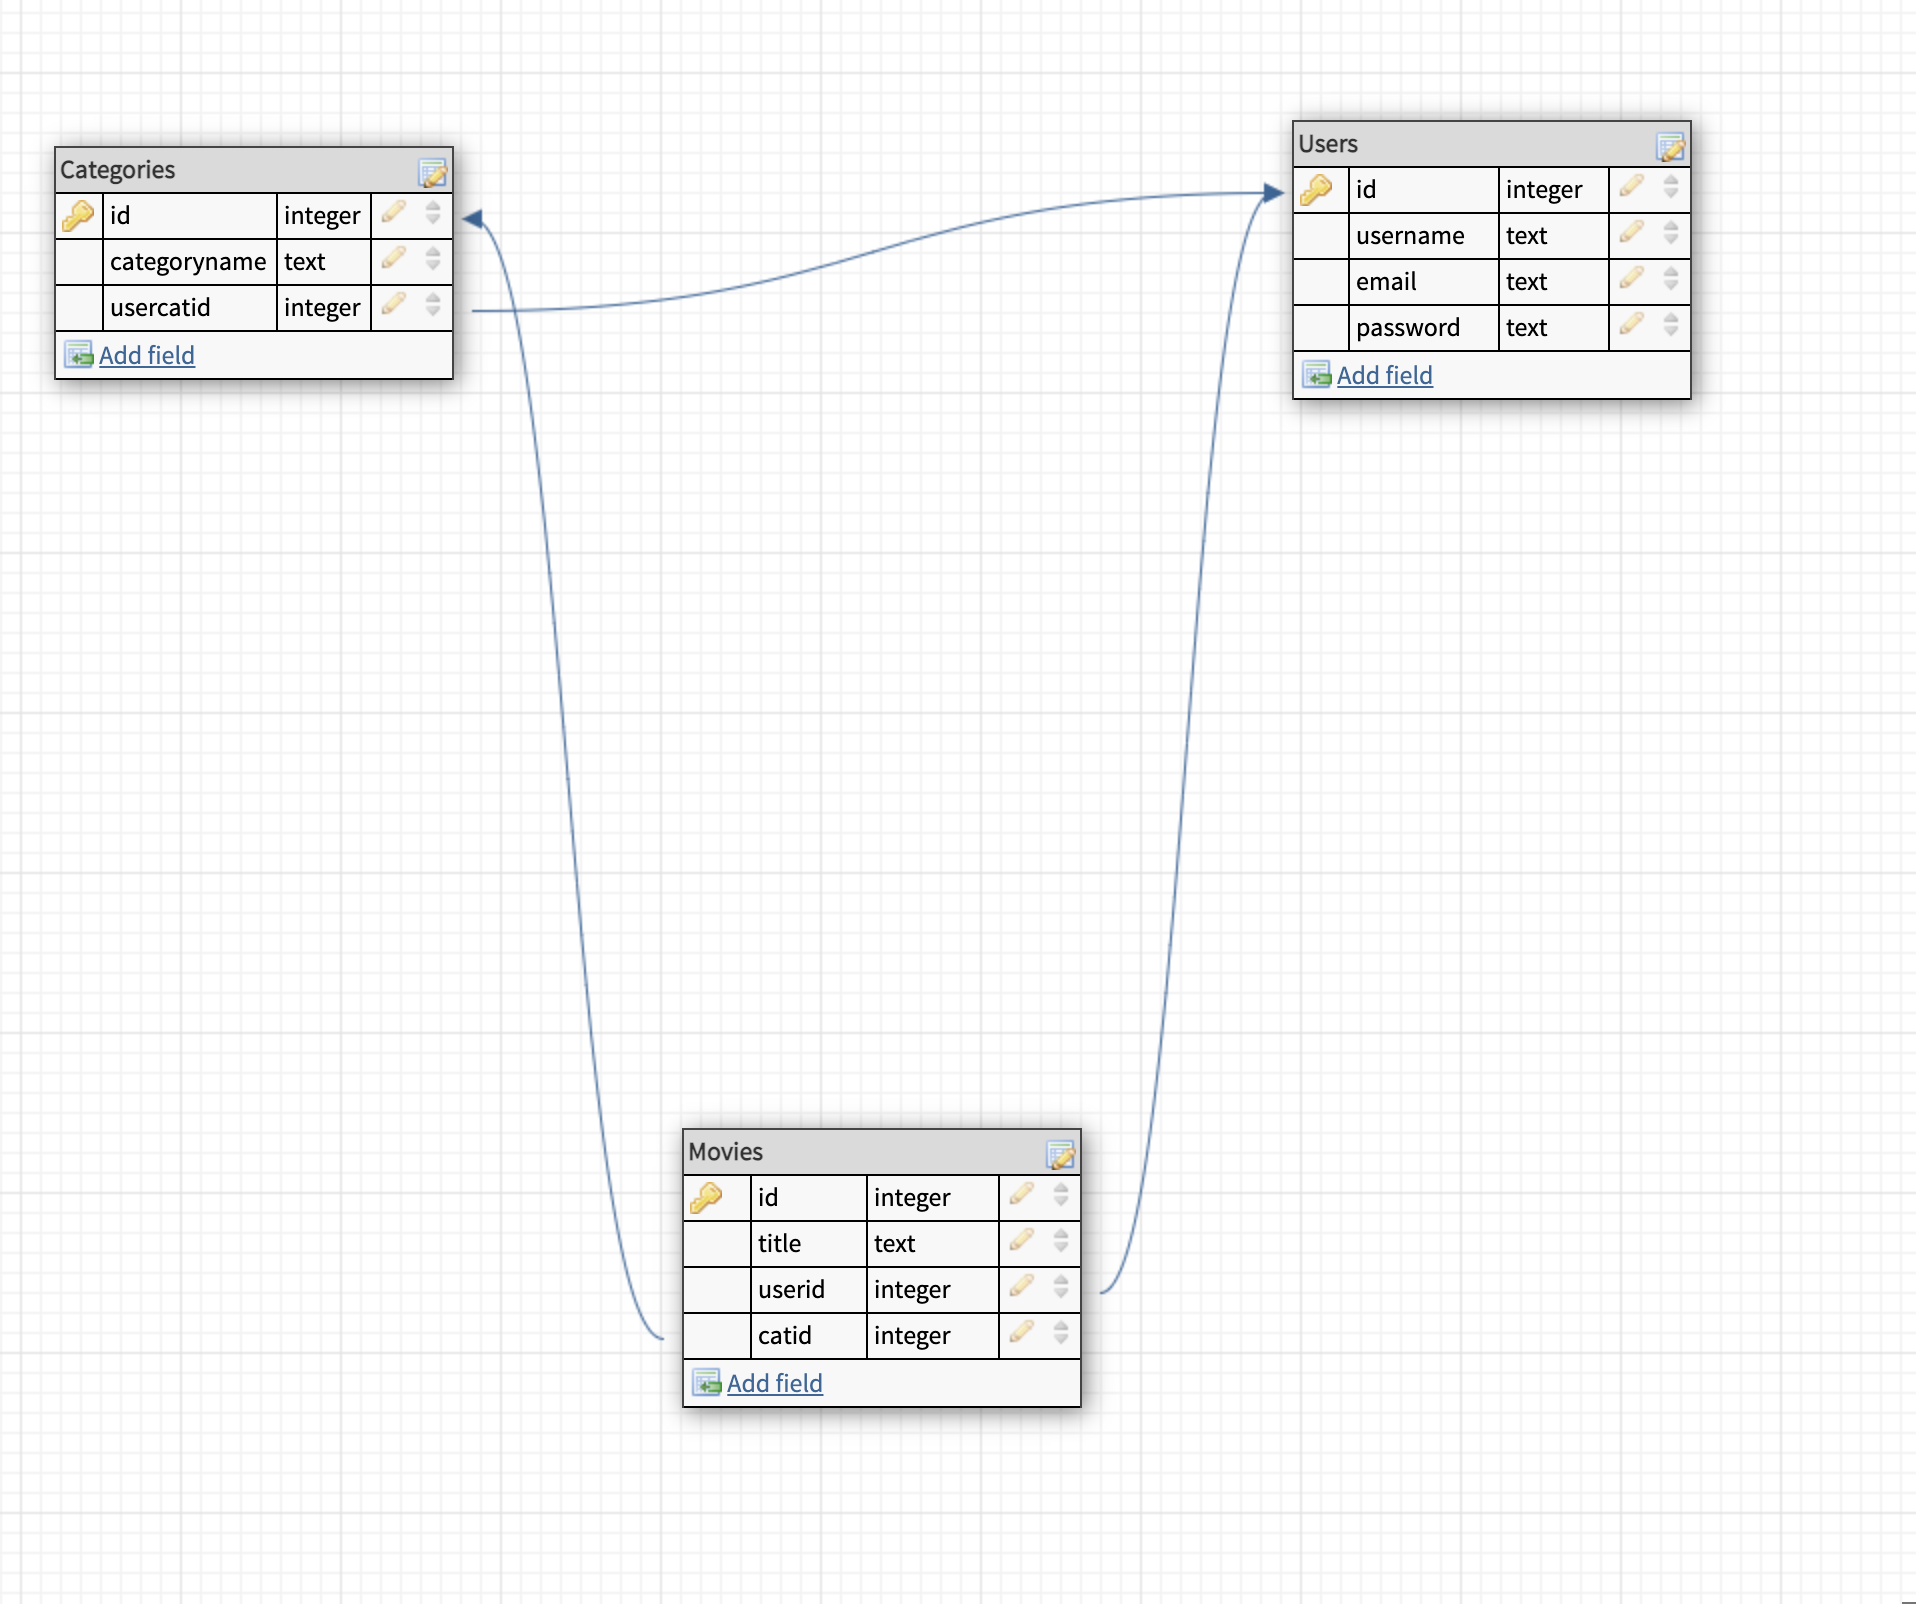 Categories
id integer
categoryname text
usercatid integer
Add field
Users
id integer
username text
email text
password text
Add field
Movies
id integer
title text
userid integer
catid integer
Add field